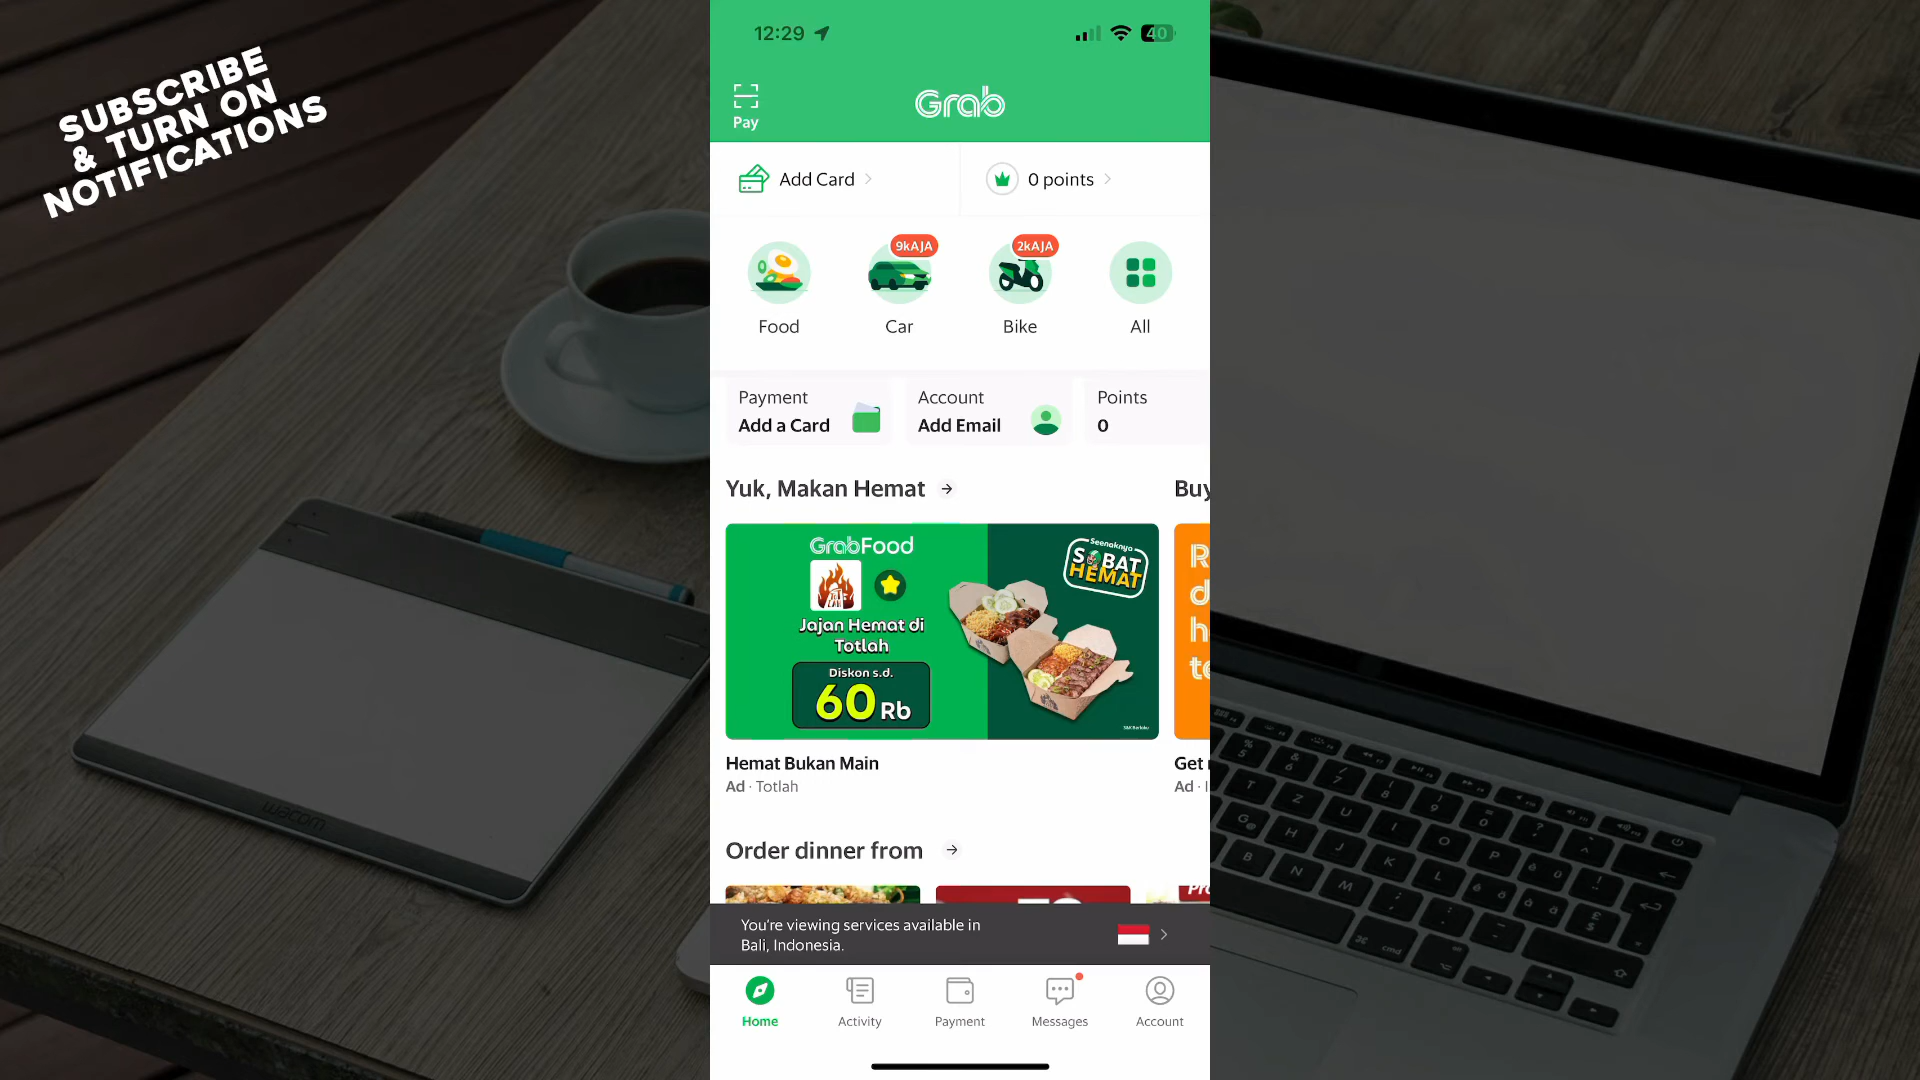 SUBSCRIBE
& TURN ON
NOTIFICATIONS
12:29
40
Pay
Grab
Add Card
0 points
9kAJA
2kAJA
Food
Car
Bike
All
Payment
Add a Card
Account
Add Email
Points
0
Yuk, Makan Hemat
Buy
GrabFood
Seenaknya
SOBAT
HEMAT
Jajan Hemat di
Totlah
Diskon s.d.
60 Rb
Hemat Bukan Main
Ad · Totlah
Get
Ad ·
Order dinner from
You're viewing services available in
Bali, Indonesia.
Home
Activity
Payment
Messages
Account
wacom